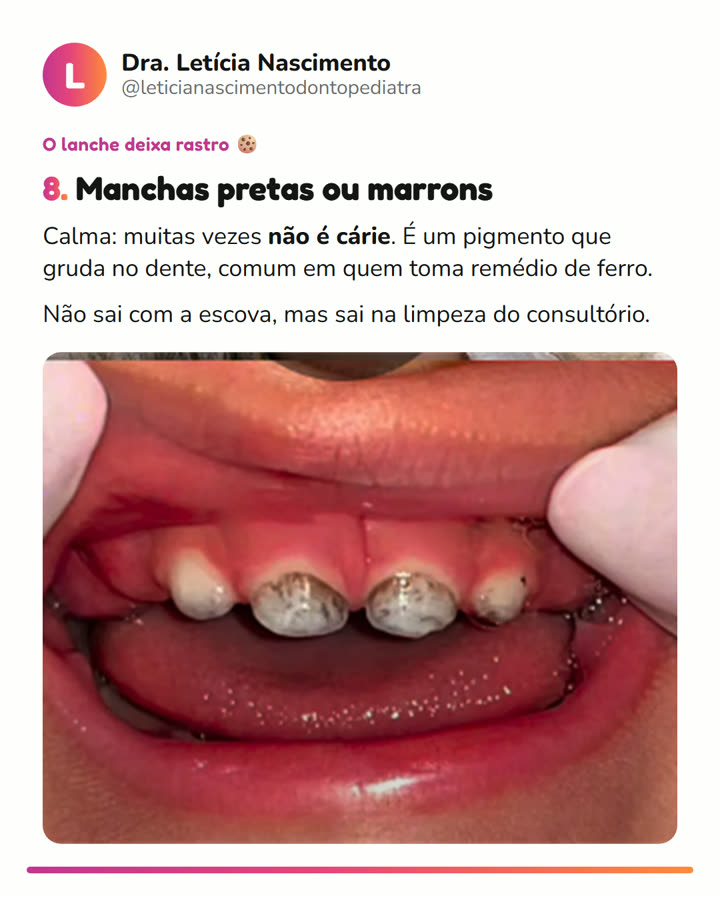 L
Dra. Letícia Nascimento
@leticianascimentodontopediatra
O lanche deixa rastro 🍪
8. Manchas pretas ou marrons
Calma: muitas vezes não é cárie. É um pigmento que
gruda no dente, comum em quem toma remédio de ferro.
Não sai com a escova, mas sai na limpeza do consultório.